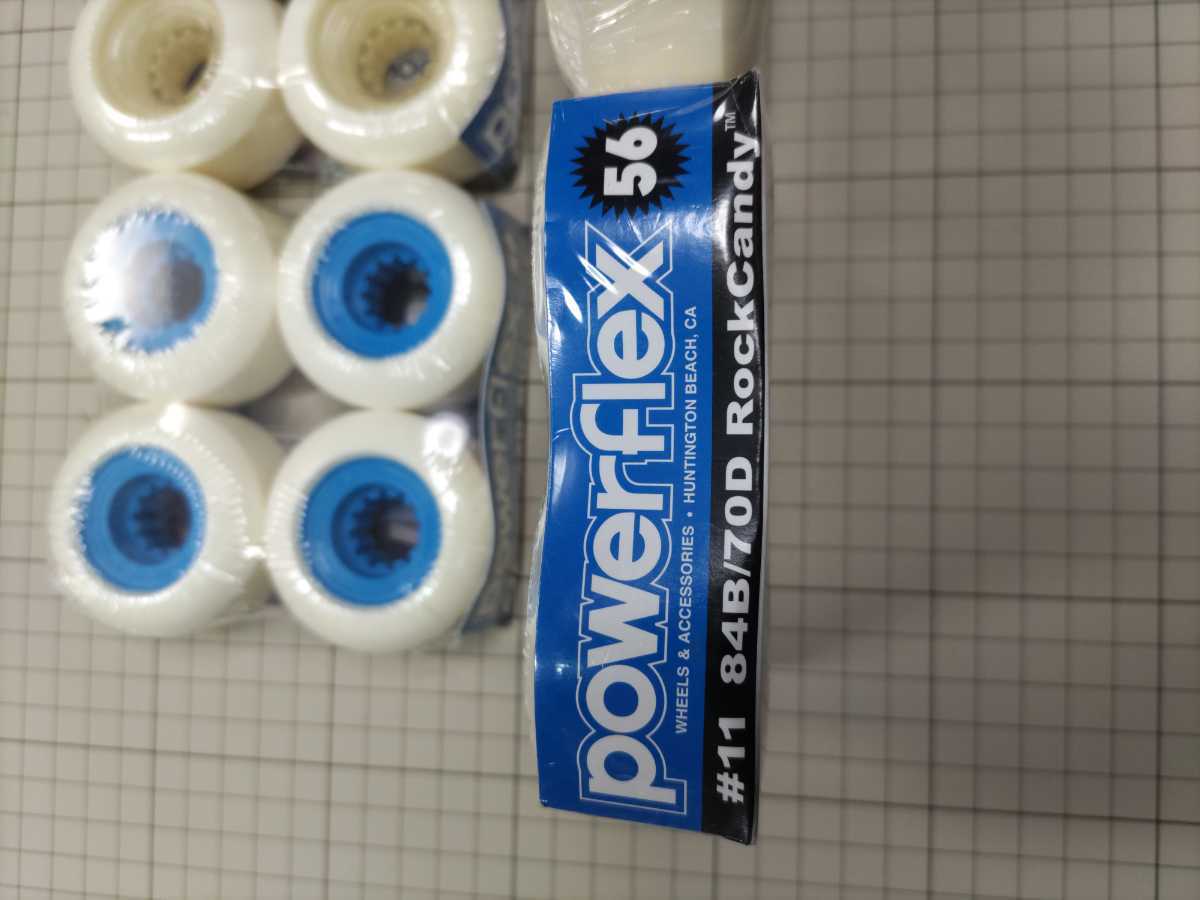 powerflex 56
WHEELS & ACCESSORIES • HUNTINGTON BEACH, CA
#11 84B/70D RockCandy™